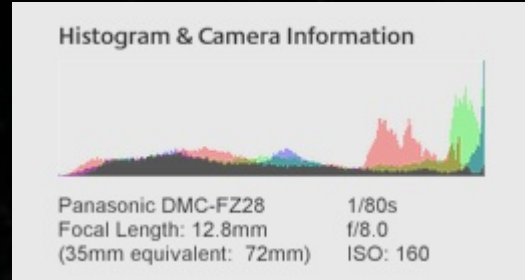 Histogram & Camera Information
Panasonic DMC-FZ28 1/80s
Focal Length: 12.8mm f/8.0
(35mm equivalent: 72mm) ISO: 160